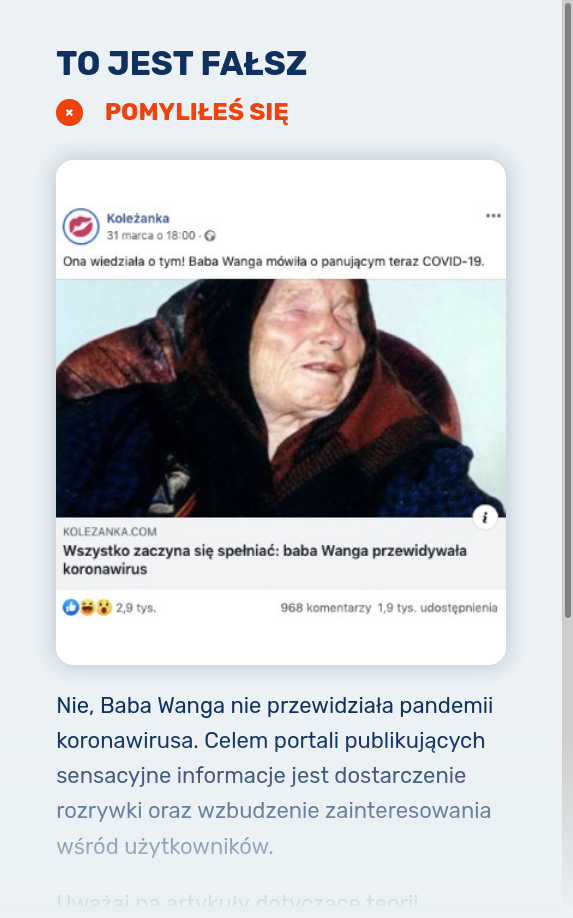 TO JEST FAŁSZ
POMYLIŁEŚ SIĘ
Koleżanka
31 marca o 18:00 ·
Ona wiedziała o tym! Baba Wanga mówiła o panującym teraz COVID-19.
KOLEZANKA.COM
Wszystko zaczyna się spełniać: baba Wanga przewidywała
koronawirus
2,9 tys.
968 komentarzy 1,9 tys. udostępnienia
Nie, Baba Wanga nie przewidziała pandemii
koronawirusa. Celem portali publikujących
sensacyjne informacje jest dostarczenie
rozrywki oraz wzbudzenie zainteresowania
wśród użytkowników.
Uważaj na artykuły dotyczące teorii